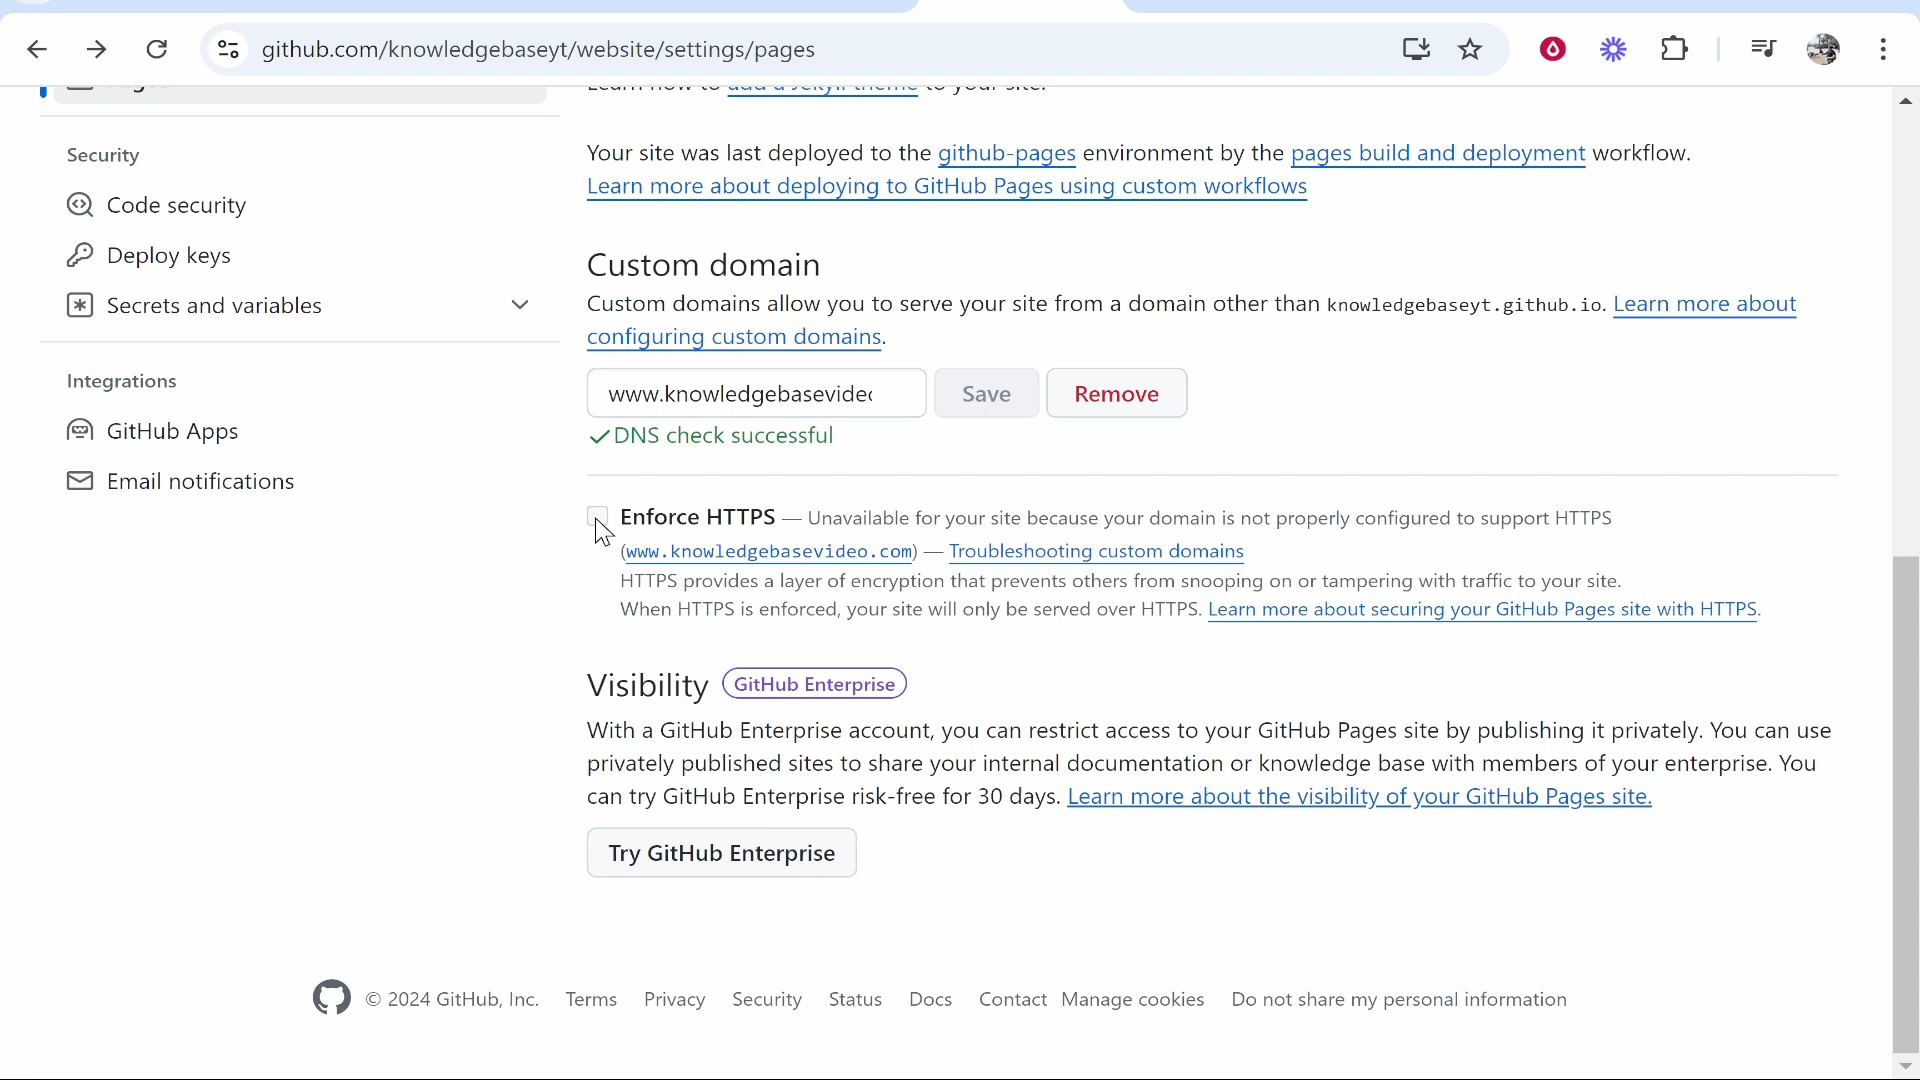 github.com/knowledgebaseyt/website/settings/pages
Learn how to add a Jekyll theme to your site.
Security
Code security
Deploy keys
Secrets and variables
Integrations
GitHub Apps
Email notifications
Your site was last deployed to the github-pages environment by the pages build and deployment workflow.
Learn more about deploying to GitHub Pages using custom workflows
Custom domain
Custom domains allow you to serve your site from a domain other than knowledgebaseyt.github.io. Learn more about
configuring custom domains.
www.knowledgebasevideo Save Remove
DNS check successful
Enforce HTTPS — Unavailable for your site because your domain is not properly configured to support HTTPS
(www.knowledgebasevideo.com) — Troubleshooting custom domains
HTTPS provides a layer of encryption that prevents others from snooping on or tampering with traffic to your site.
When HTTPS is enforced, your site will only be served over HTTPS. Learn more about securing your GitHub Pages site with HTTPS.
Visibility GitHub Enterprise
With a GitHub Enterprise account, you can restrict access to your GitHub Pages site by publishing it privately. You can use
privately published sites to share your internal documentation or knowledge base with members of your enterprise. You
can try GitHub Enterprise risk-free for 30 days. Learn more about the visibility of your GitHub Pages site.
Try GitHub Enterprise
© 2024 GitHub, Inc. Terms Privacy Security Status Docs Contact Manage cookies Do not share my personal information